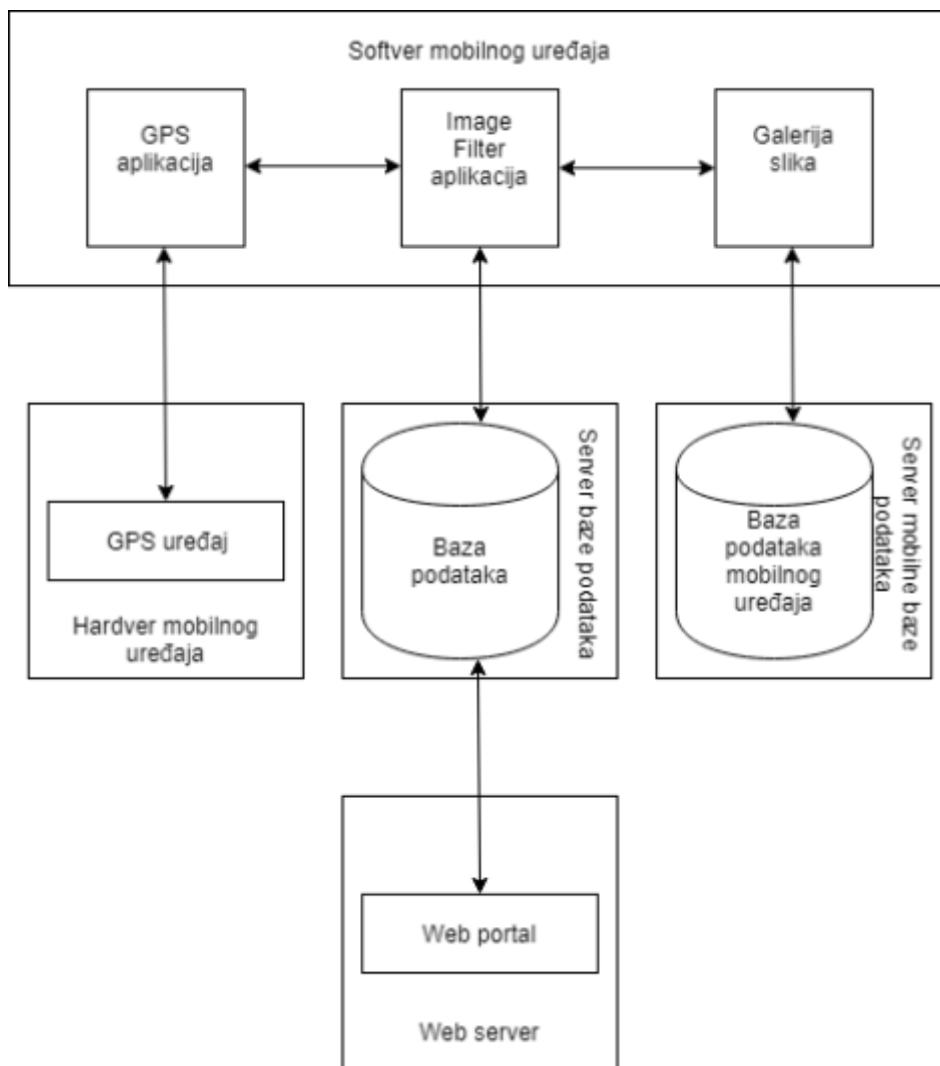 Softver mobilnog uređaja
GPS
aplikacija
Image
Filter
aplikacija
Galerija
slika
GPS uređaj
Hardver mobilnog
uređaja
Baza
podataka
Server baze podataka
Baza
podataka
mobilnog
uređaja
Server mobilne baze
podataka
Web portal
Web server